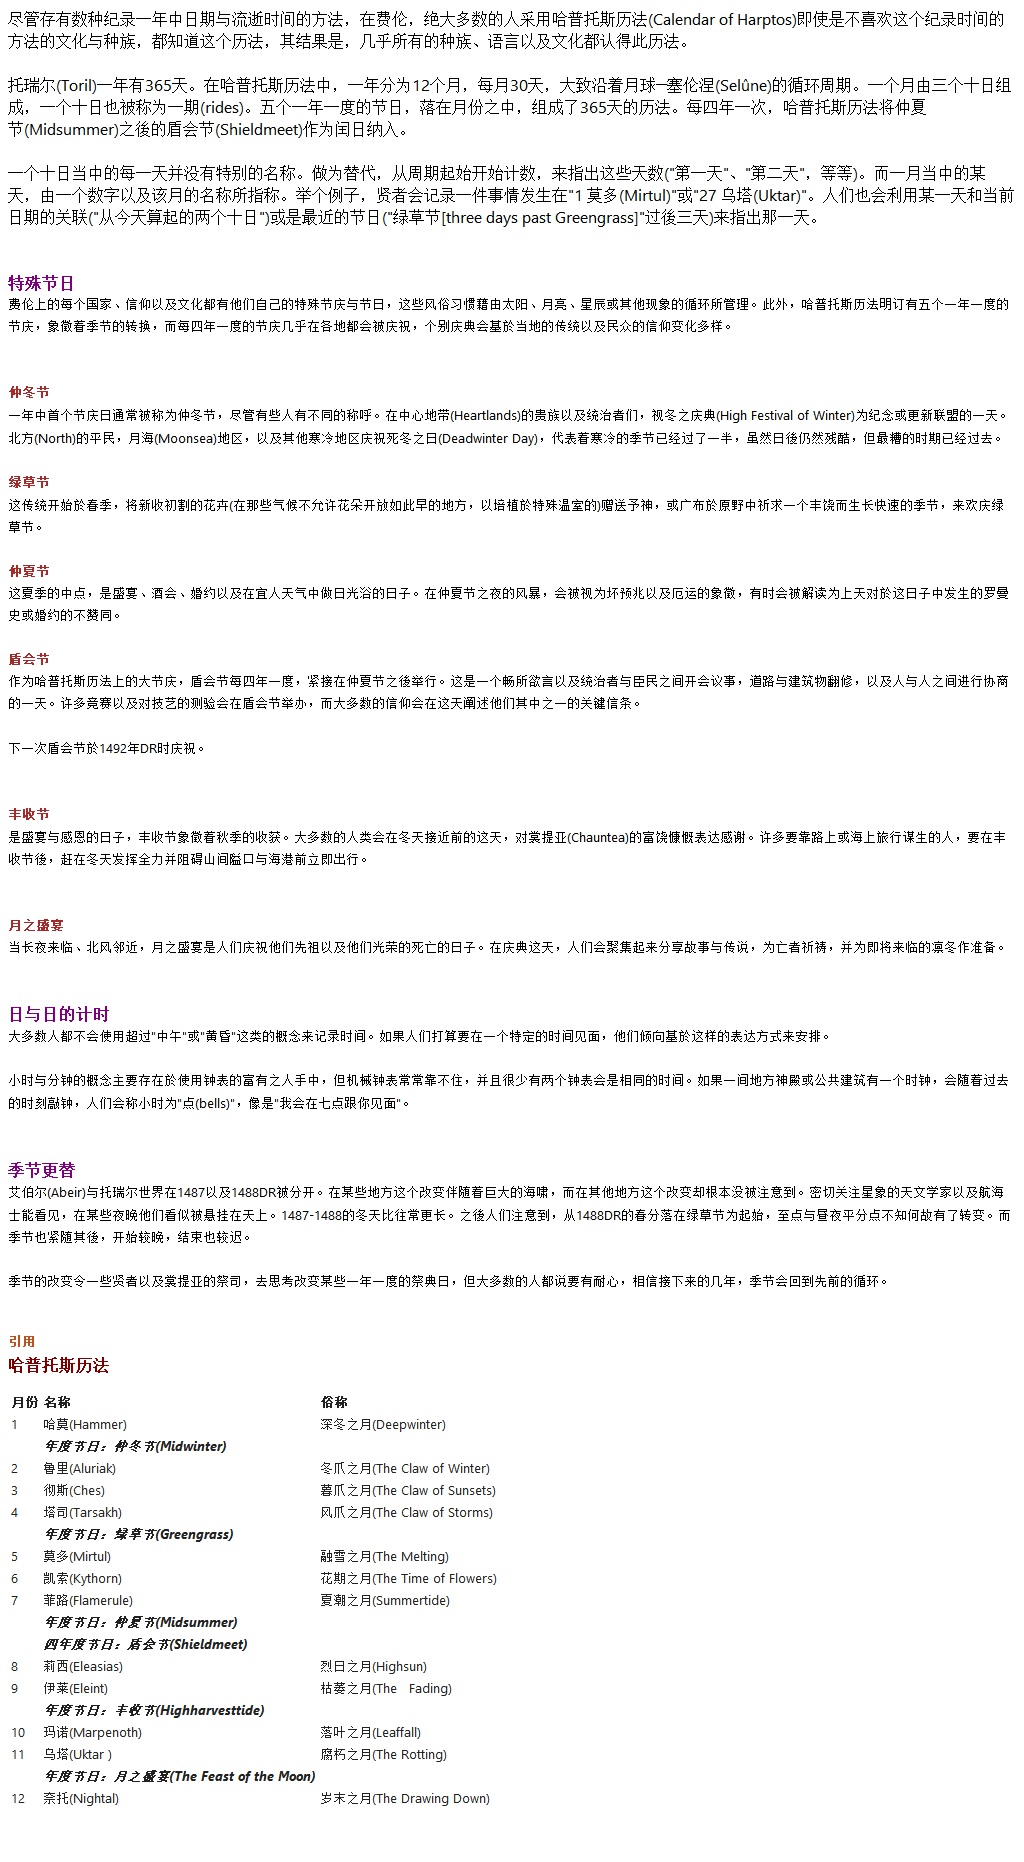 尽管存有数种纪录一年中日期与流逝时间的方法，在费伦，绝大多数的人采用哈普托斯历法(Calendar of Harptos)即使是不喜欢这个纪录时间的
方法的文化与种族，都知道这个历法，其结果是，几乎所有的种族、语言以及文化都认得此历法。
托瑞尔(Toril)一年有365天。在哈普托斯历法中，一年分为12个月，每月30天，大致沿着月球─塞伦涅(Selûne)的循环周期。一个月由三个十日组
成，一个十日也被称为一期(rides)。五个一年一度的节日，落在月份之中，组成了365天的历法。每四年一次，哈普托斯历法将仲夏
节(Midsummer)之後的盾会节(Shieldmeet)作为闰日纳入。
一个十日当中的每一天并没有特别的名称。做为替代，从周期起始开始计数，来指出这些天数("第一天"、"第二天"，等等)。而一月当中的某
天，由一个数字以及该月的名称所指称。举个例子，贤者会记录一件事情发生在"1 莫多(Mirtul)"或"27 乌塔(Uktar)"。人们也会利用某一天和当前
日期的关联("从今天算起的两个十日")或是最近的节日("绿草节[three days past Greengrass]"过後三天)来指出那一天。
特殊节日
费伦上的每个国家、信仰以及文化都有他们自己的特殊节庆与节日，这些风俗习惯藉由太阳、月亮、星辰或其他现象的循环所管理。此外，哈普托斯历法明订有五个一年一度的
节庆，象徵着季节的转换，而每四年一度的节庆几乎在各地都会被庆祝，个别庆典会基於当地的传统以及民众的信仰变化多样。
仲冬节
一年中首个节庆日通常被称为仲冬节，尽管有些人有不同的称呼。在中心地带(Heartlands)的贵族以及统治者们，视冬之庆典(High Festival of Winter)为纪念或更新联盟的一天。
北方(North)的平民，月海(Moonsea)地区，以及其他寒冷地区庆祝死冬之日(Deadwinter Day)，代表着寒冷的季节已经过了一半，虽然日後仍然残酷，但最糟的时期已经过去。
绿草节
这传统开始於春季，将新收初割的花卉(在那些气候不允许花朵开放如此早的地方，以培植於特殊温室的)赠送予神，或广布於原野中祈求一个丰饶而生长快速的季节，来欢庆绿
草节。
仲夏节
这夏季的中点，是盛宴、酒会、婚约以及在宜人天气中做日光浴的日子。在仲夏节之夜的风暴，会被视为坏预兆以及厄运的象徵，有时会被解读为上天对於这日子中发生的罗曼
史或婚约的不赞同。
盾会节
作为哈普托斯历法上的大节庆，盾会节每四年一度，紧接在仲夏节之後举行。这是一个畅所欲言以及统治者与臣民之间开会议事，道路与建筑物翻修，以及人与人之间进行协商
的一天。许多竞赛以及对技艺的测验会在盾会节举办，而大多数的信仰会在这天阐述他们其中之一的关键信条。
下一次盾会节於1492年DR时庆祝。
丰收节
是盛宴与感恩的日子，丰收节象徵着秋季的收获。大多数的人类会在冬天接近前的这天，对裳提亚(Chauntea)的富饶慷慨表达感谢。许多要靠路上或海上旅行谋生的人，要在丰
收节後，赶在冬天发挥全力并阻碍山间隘口与海港前立即出行。
月之盛宴
当长夜来临、北风邻近，月之盛宴是人们庆祝他们先祖以及他们光荣的死亡的日子。在庆典这天，人们会聚集起来分享故事与传说，为亡者祈祷，并为即将来临的凛冬作准备。
日与日的计时
大多数人都不会使用超过"中午"或"黄昏"这类的概念来记录时间。如果人们打算要在一个特定的时间见面，他们倾向基於这样的表达方式来安排。
小时与分钟的概念主要存在於使用钟表的富有之人手中，但机械钟表常常靠不住，并且很少有两个钟表会是相同的时间。如果一间地方神殿或公共建筑有一个时钟，会随着过去
的时刻敲钟，人们会称小时为"点(bells)"，像是"我会在七点跟你见面"。
季节更替
艾伯尔(Abeir)与托瑞尔世界在1487以及1488DR被分开。在某些地方这个改变伴随着巨大的海啸，而在其他地方这个改变却根本没被注意到。密切关注星象的天文学家以及航海
士能看见，在某些夜晚他们看似被悬挂在天上。1487-1488的冬天比往常更长。之後人们注意到，从1488DR的春分落在绿草节为起始，至点与昼夜平分点不知何故有了转变。而
季节也紧随其後，开始较晚，结束也较迟。
季节的改变令一些贤者以及裳提亚的祭司，去思考改变某些一年一度的祭典日，但大多数的人都说要有耐心，相信接下来的几年，季节会回到先前的循环。
引用
哈普托斯历法
月份 名称 俗称
1 哈莫(Hammer) 深冬之月(Deepwinter)
年度节日：仲冬节(Midwinter)
2 鲁里(Aluriak) 冬爪之月(The Claw of Winter)
3 彻斯(Ches) 暮爪之月(The Claw of Sunsets)
4 塔司(Tarsakh) 风爪之月(The Claw of Storms)
年度节日：绿草节(Greengrass)
5 莫多(Mirtul) 融雪之月(The Melting)
6 凯索(Kythorn) 花期之月(The Time of Flowers)
7 菲路(Flamerule) 夏潮之月(Summertide)
年度节日：仲夏节(Midsummer)
四年度节日：盾会节(Shieldmeet)
8 莉西(Eleasias) 烈日之月(Highsun)
9 伊莱(Eleint) 枯萎之月(The Fading)
年度节日：丰收节(Highharvesttide)
10 玛诺(Marpenoth) 落叶之月(Leaffall)
11 乌塔(Uktar ) 腐朽之月(The Rotting)
年度节日：月之盛宴(The Feast of the Moon)
12 奈托(Nightal) 岁末之月(The Drawing Down)